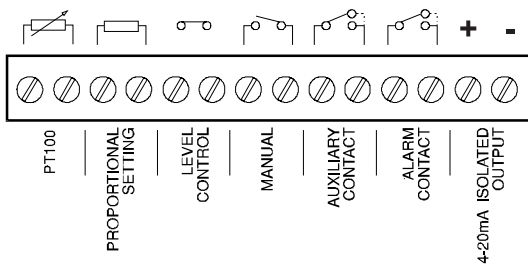 + -
PT100
PROPORTIONAL
SETTING
LEVEL
CONTROL
MANUAL
AUXILIARY
CONTACT
ALARM
CONTACT
4-20mA ISOLATED
OUTPUT